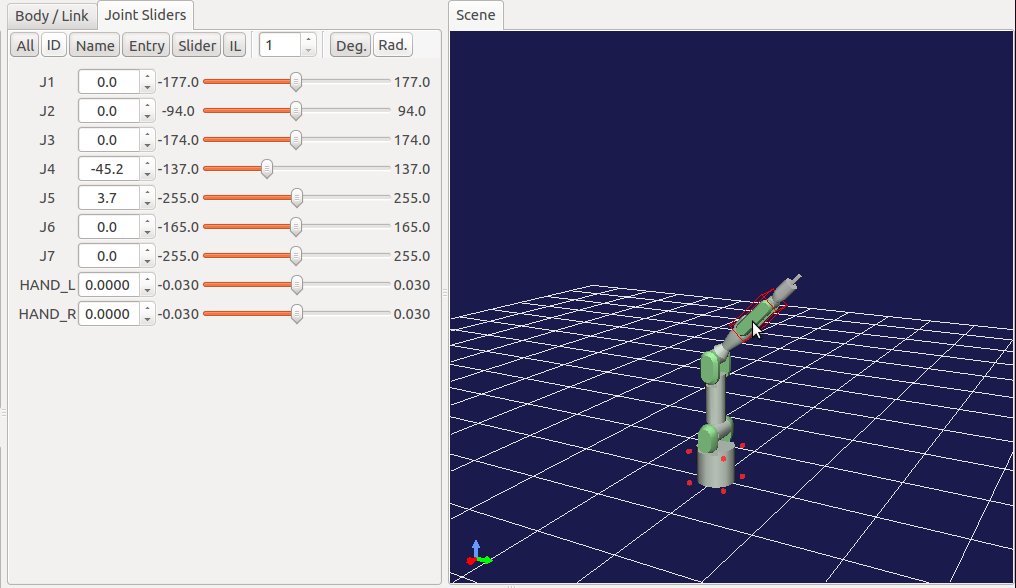 Body / Link Joint Sliders Scene
All ID Name Entry Slider IL 1 Deg. Rad.
J1 0.0 -177.0 177.0
J2 0.0 -94.0 94.0
J3 0.0 -174.0 174.0
J4 -45.2 -137.0 137.0
J5 3.7 -255.0 255.0
J6 0.0 -165.0 165.0
J7 0.0 -255.0 255.0
HAND_L 0.0000 -0.030 0.030
HAND_R 0.0000 -0.030 0.030